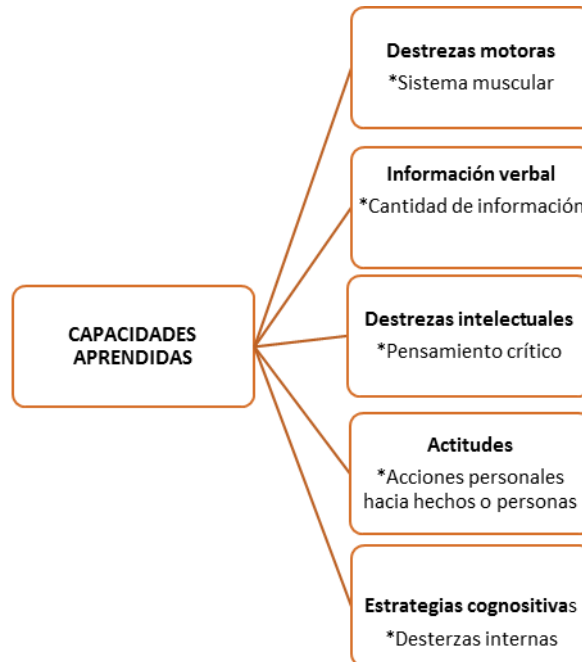 Destrezas motoras
*Sistema muscular
Información verbal
*Cantidad de información
CAPACIDADES
APRENDIDAS
Destrezas intelectuales
*Pensamiento crítico
Actitudes
*Acciones personales
hacia hechos o personas
Estrategias cognositivas
*Desterzas internas